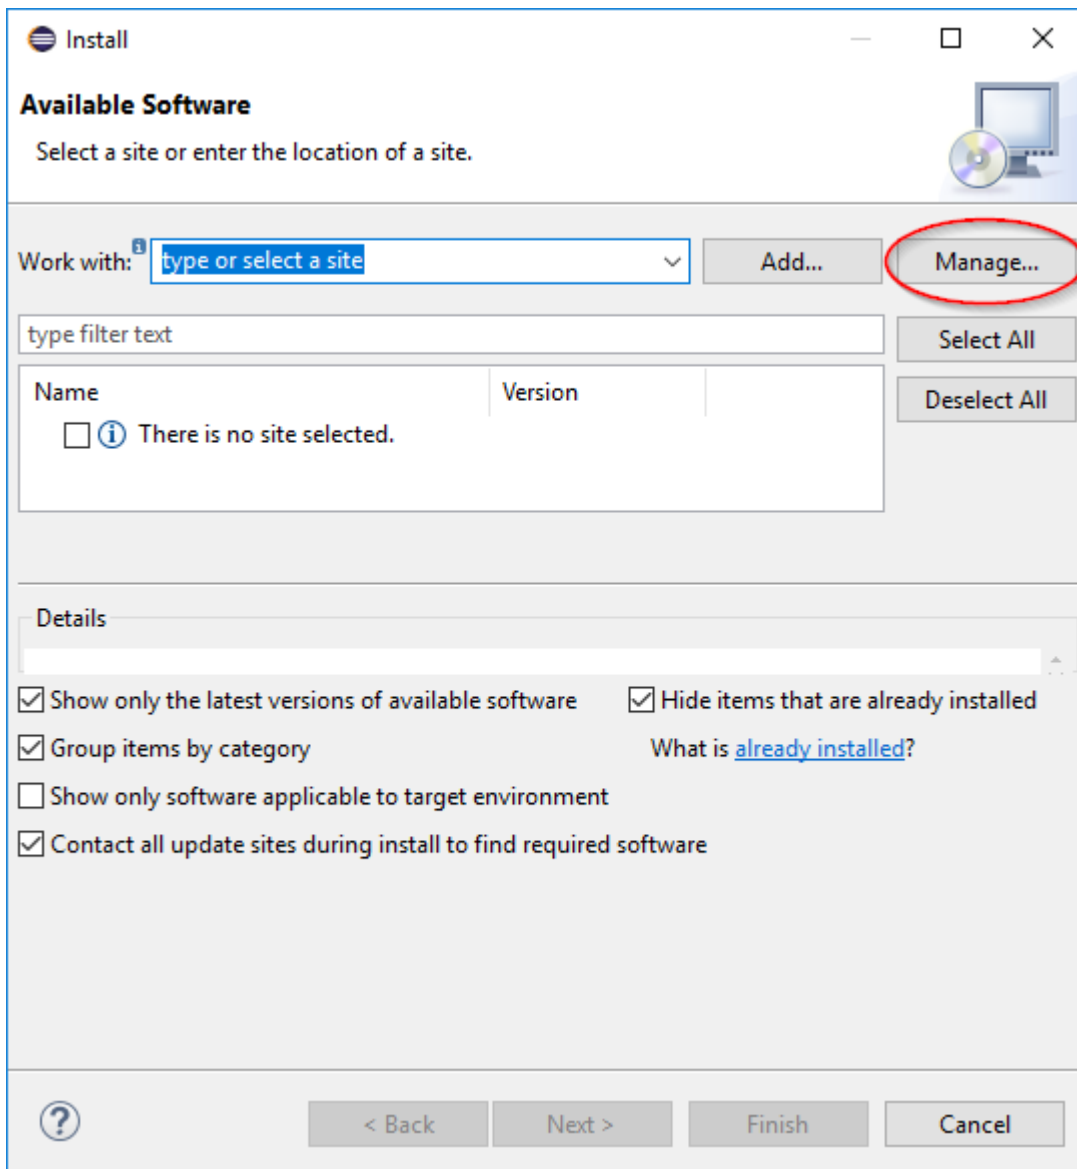 Install
Available Software
Select a site or enter the location of a site.
Work with: type or select a site Add... Manage...
type filter text Select All
Name Version Deselect All
There is no site selected.
Details
Show only the latest versions of available software Hide items that are already installed
Group items by category What is already installed?
Show only software applicable to target environment
Contact all update sites during install to find required software
? < Back Next > Finish Cancel